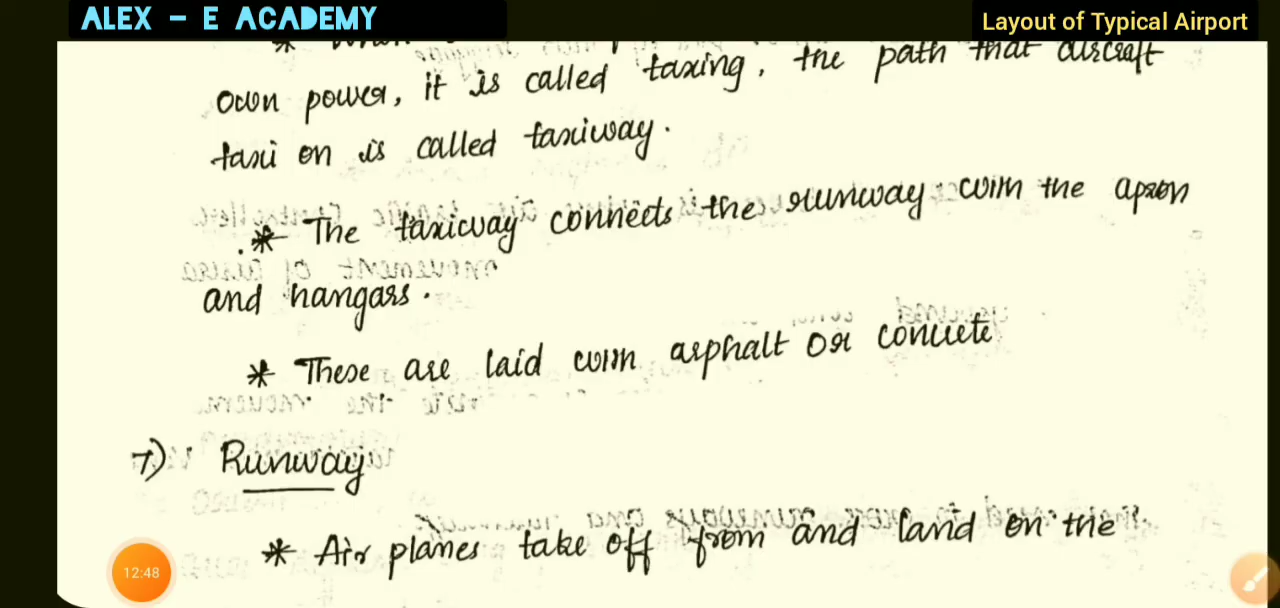 ALEX – E ACADEMY
Layout of Typical Airport
own power, it is called taxing, the path that aircraft
taxi on is called taxiway.
* The taxiway connects the runway with the apron
and hangars.
* These are laid with asphalt or concrete
7) Runway
* Air planes take off from and land on the
12:48